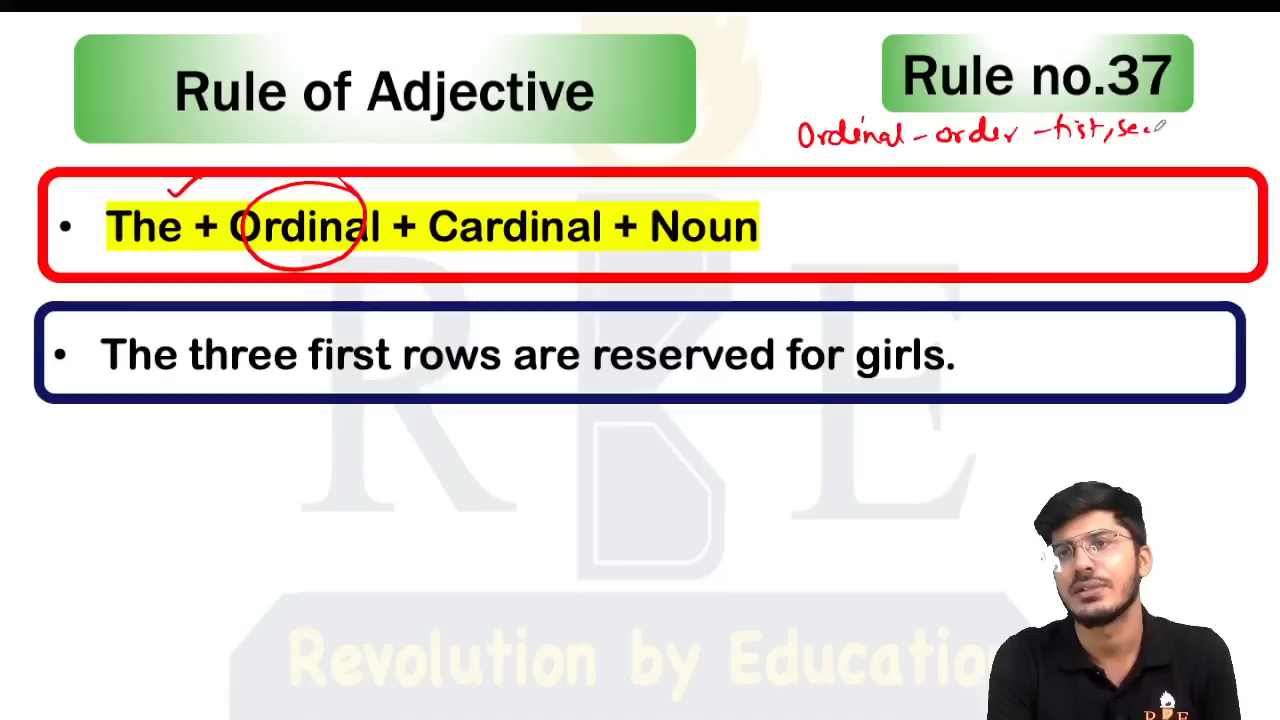 Rule of Adjective
Rule no.37
Ordinal - order - fist, sec
• The + Ordinal + Cardinal + Noun
• The three first rows are reserved for girls.
R B E
Revolution by Education
R B E